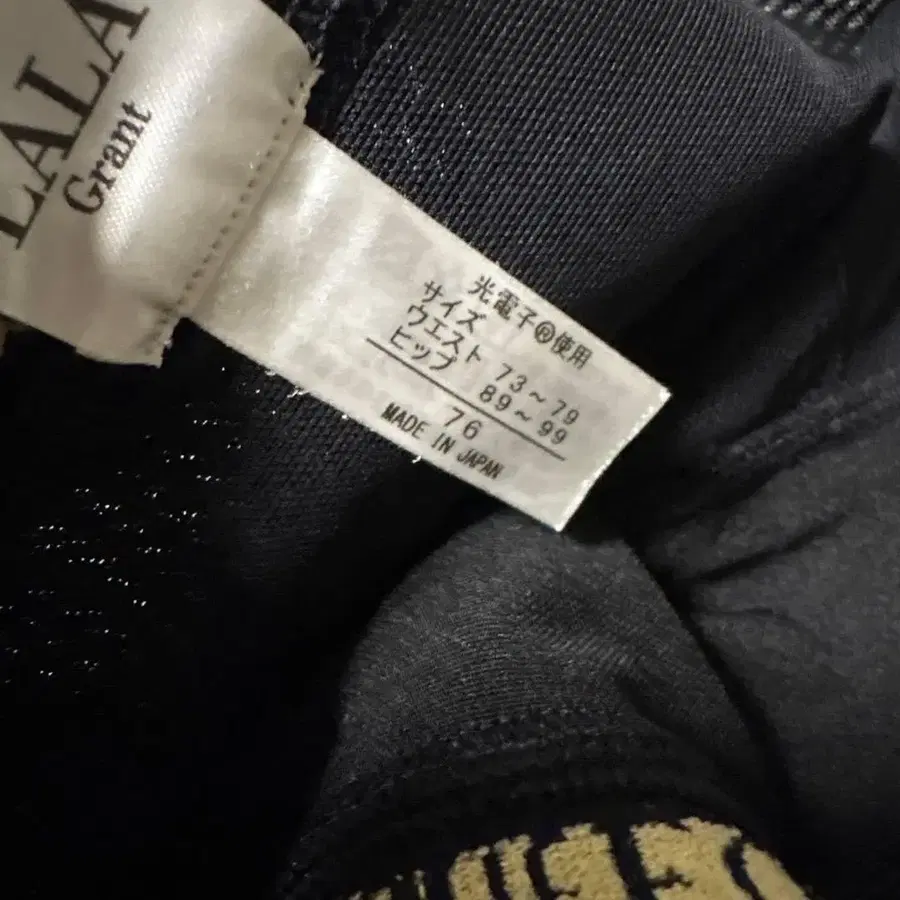 LALA
Grant
光電子®使用
サイズ
ウエスト 73~79
ヒップ 89~99
76
MADE IN JAPAN